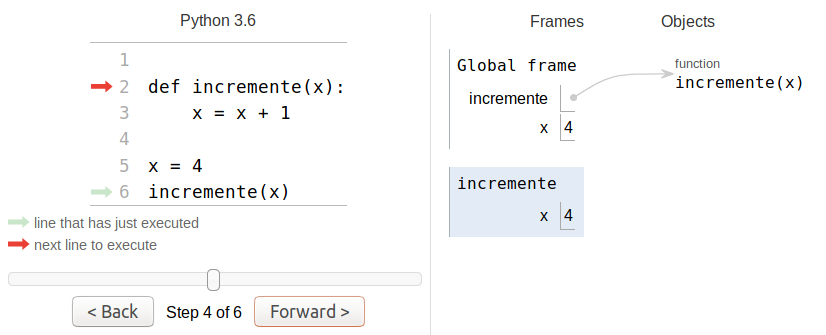 Python 3.6
1
2 def incremente(x):
3     x = x + 1
4
5 x = 4
6 incremente(x)
line that has just executed
next line to execute
< Back Step 4 of 6 Forward >
Frames Objects
Global frame
incremente
x 4
function
incremente(x)
incremente
x 4